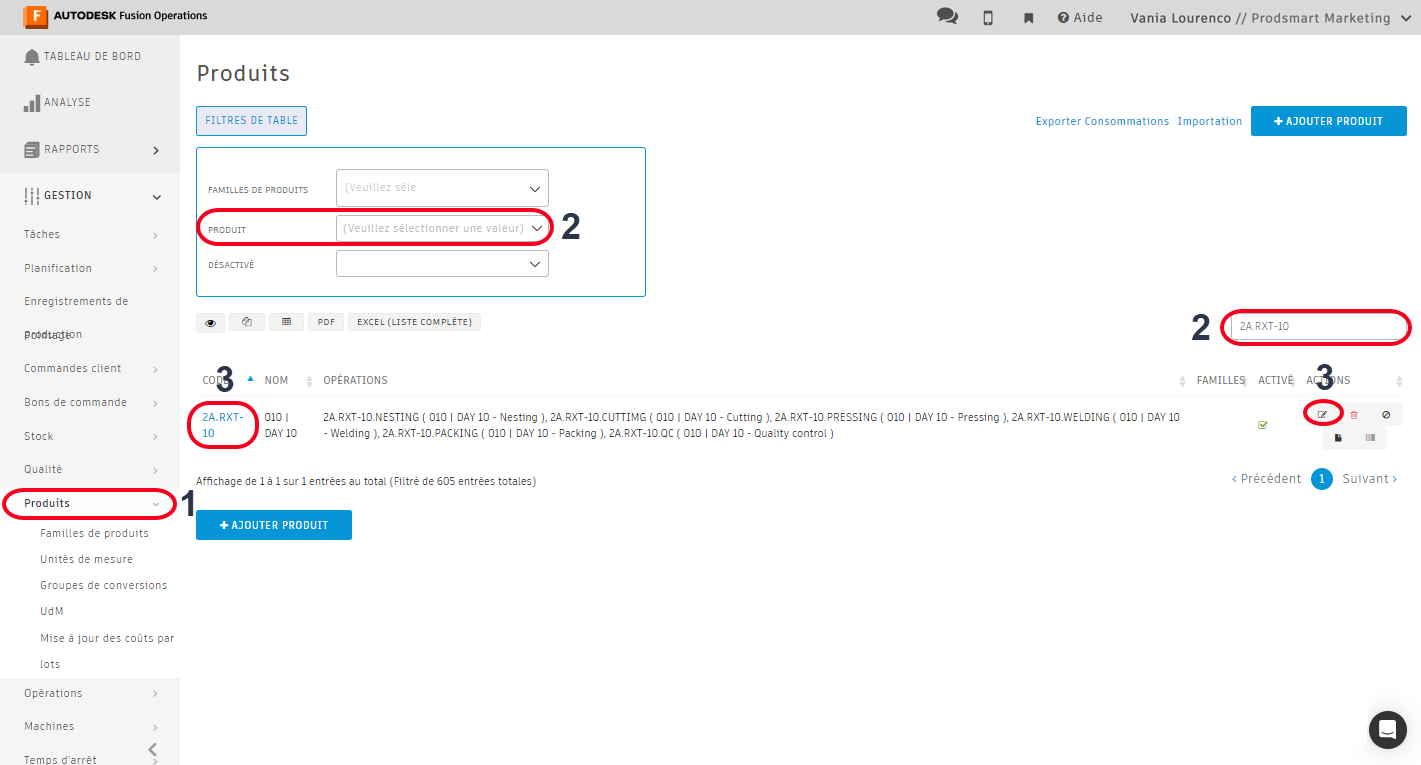 F AUTODESK Fusion Operations
Aide
Vania Lourenco // Prodsmart Marketing
TABLEAU DE BORD
ANALYSE
RAPPORTS
GESTION
Tâches
Planification
Enregistrements de
production
Pointage
Commandes client
Bons de commande
Stock
Qualité
Produits
1
Familles de produits
Unités de mesure
Groupes de conversions
UdM
Mise à jour des coûts par
lots
Opérations
Machines
Temps d'arrêt
Produits
FILTRES DE TABLE
Exporter Consommations Importation + AJOUTER PRODUIT
FAMILLES DE PRODUITS (Veuillez séle
PRODUIT (Veuillez sélectionner une valeur) 2
DÉSACTIVÉ
PDF EXCEL (LISTE COMPLÈTE)
2 2A.RXT-10
3 3
CODE NOM OPÉRATIONS FAMILLES ACTIVÉ ACTIONS
2A.RXT- 010 | 2A.RXT-10.NESTING ( 010 | DAY 10 - Nesting ), 2A.RXT-10.CUTTIMG ( 010 | DAY 10 - Cutting ), 2A.RXT-10.PRESSING ( 010 | DAY 10 - Pressing ), 2A.RXT-10.WELDING ( 010 | DAY 10
10 DAY 10 - Welding ), 2A.RXT-10.PACKING ( 010 | DAY 10 - Packing ), 2A.RXT-10.QC ( 010 | DAY 10 - Quality control )
Affichage de 1 à 1 sur 1 entrées au total (Filtré de 605 entrées totales)
‹ Précédent 1 Suivant ›
+ AJOUTER PRODUIT